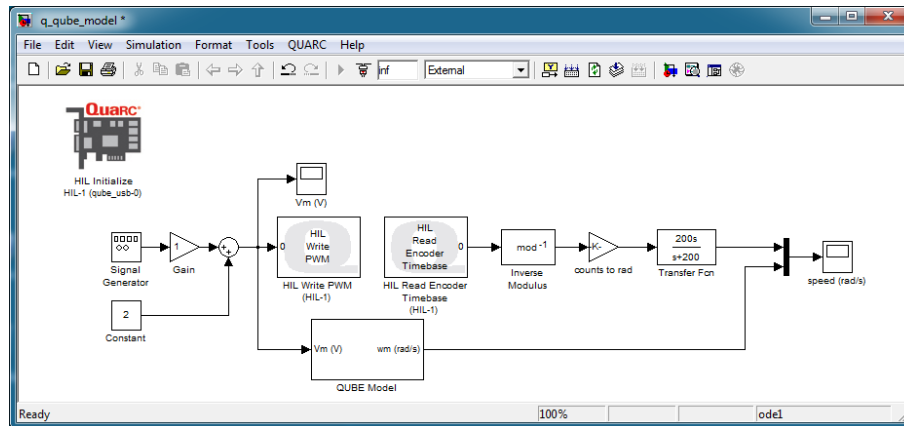 q_qube_model *
File Edit View Simulation Format Tools QUARC Help
inf External
QUARC
HIL Initialize
HIL-1 (qube_usb-0)
Vm (V)
Signal
Generator
1
Gain
2
Constant
0 HIL
Write
PWM
HIL Write PWM
(HIL-1)
HIL
Read 0
Encoder
Timebase
HIL Read Encoder
Timebase
(HIL-1)
mod -1
Inverse
Modulus
-K-
counts to rad
200s
s+200
Transfer Fcn
speed (rad/s)
Vm (V) wm (rad/s)
QUBE Model
Ready 100% ode1